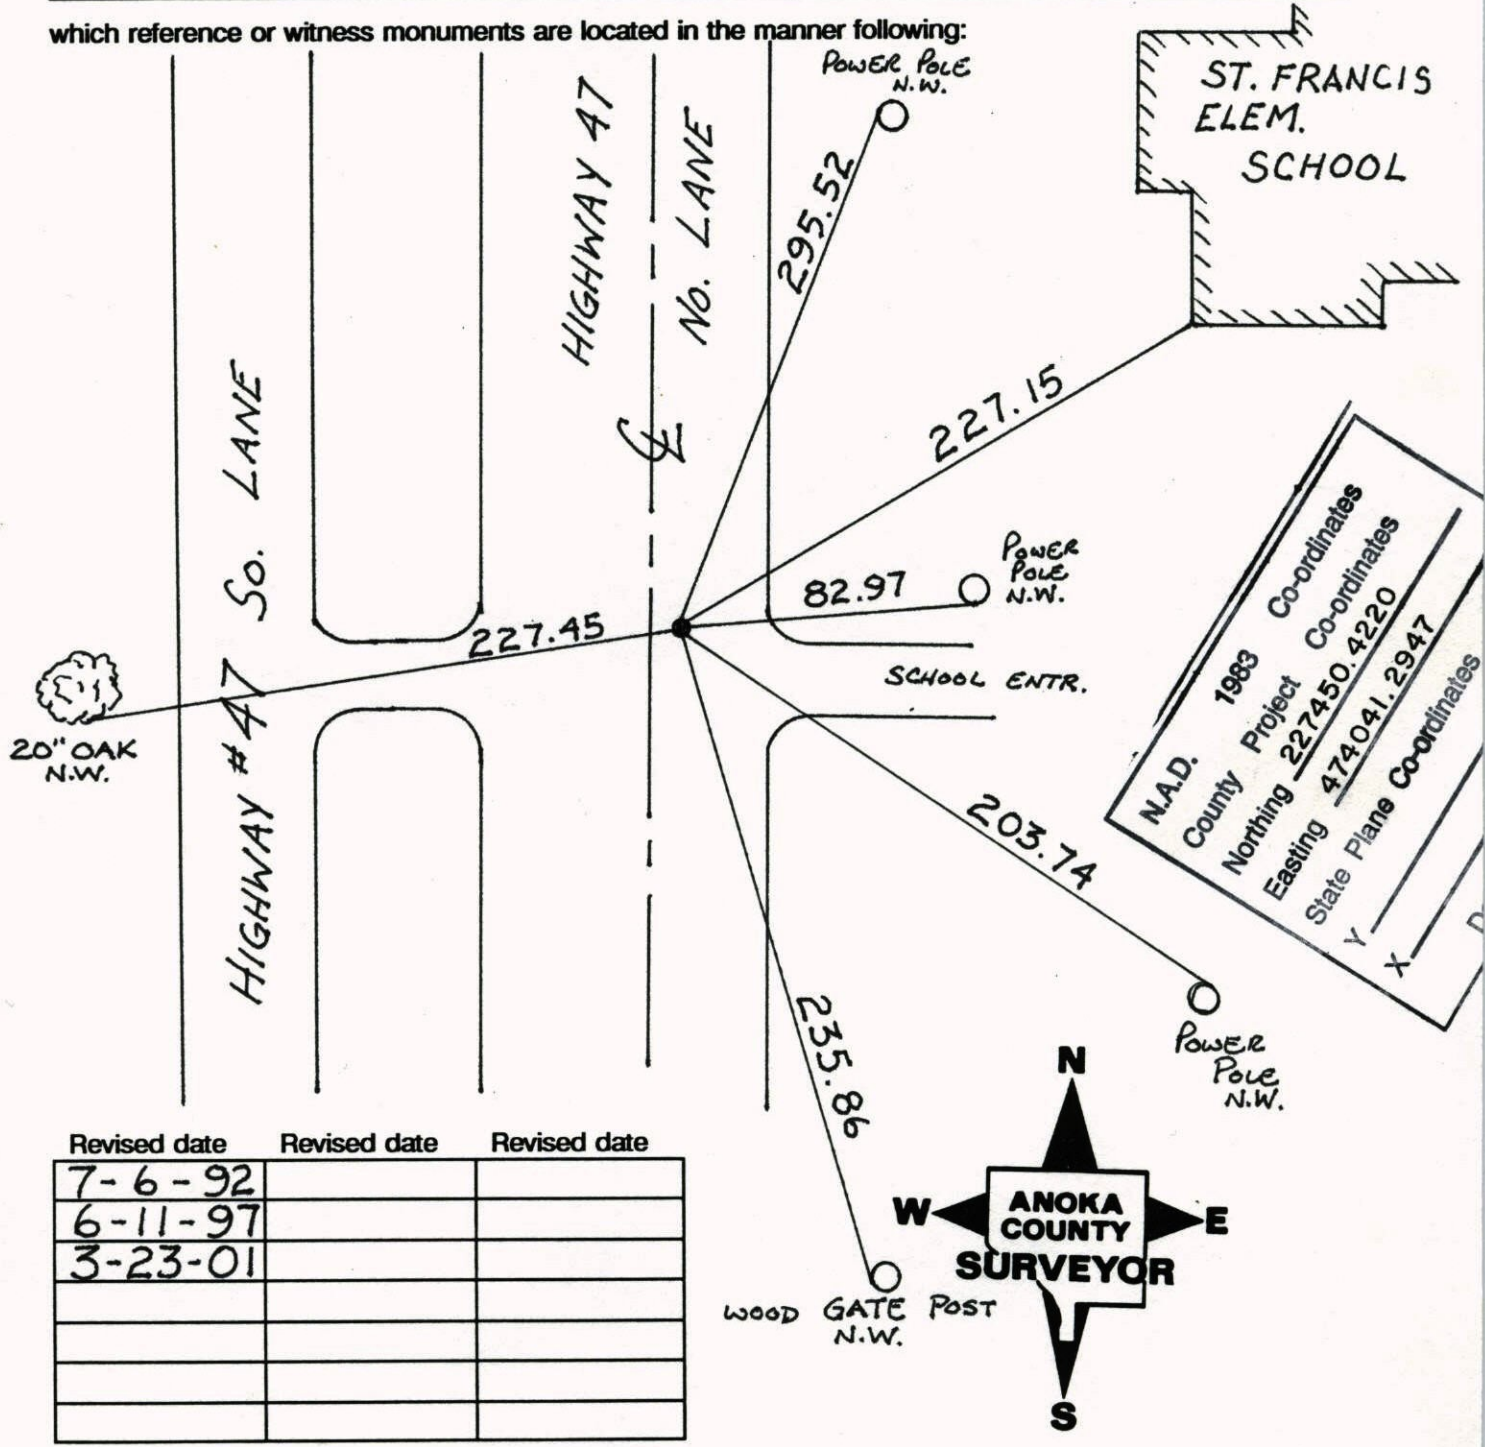 which reference or witness monuments are located in the manner following:
POWER POLE
N.W.
ST. FRANCIS
ELEM.
SCHOOL
HIGHWAY 47
No. LANE
295.52
So. LANE
HIGHWAY #47
℄
227.15
POWER
POLE
N.W.
82.97
227.45
SCHOOL ENTR.
20" OAK
N.W.
N.A.D. 1983 Co-ordinates
County Project Co-ordinates
Northing 227450.4220
Easting 474041.2947
State Plane Co-ordinates
Y
X
203.74
235.86
POWER
POLE
N.W.
WOOD GATE POST
N.W.
N
W
E
S
ANOKA
COUNTY
SURVEYOR
Revised date Revised date Revised date
7-6-92
6-11-97
3-23-01